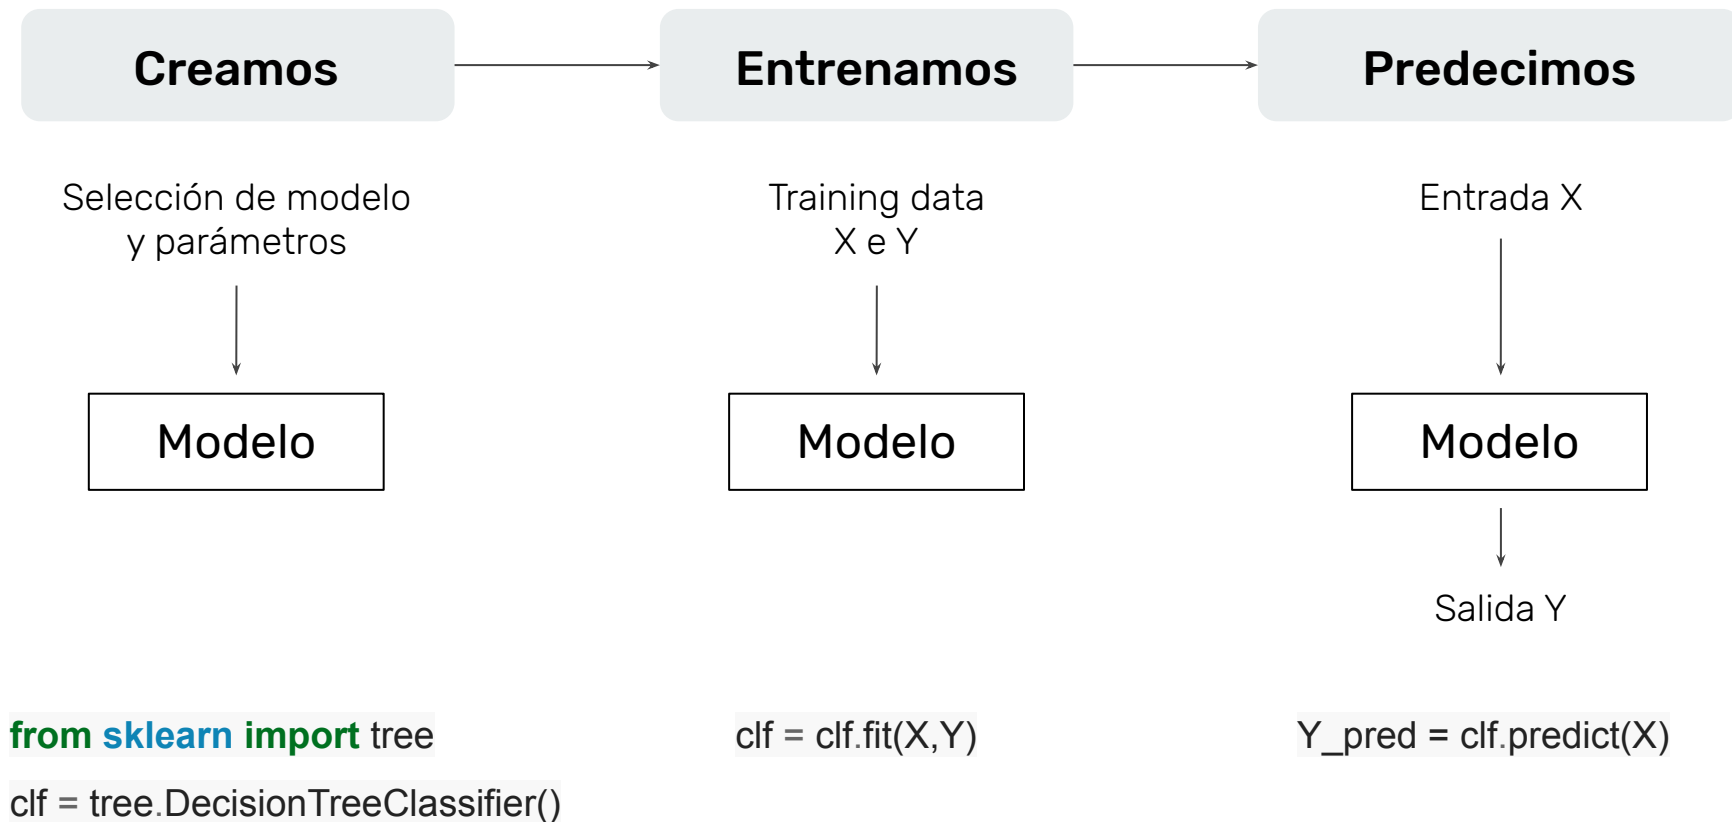 Creamos
Entrenamos
Predecimos
Selección de modelo
y parámetros
Training data
X e Y
Entrada X
Modelo
Modelo
Modelo
Salida Y
from sklearn import tree
clf = tree.DecisionTreeClassifier()
clf = clf.fit(X,Y)
Y_pred = clf.predict(X)